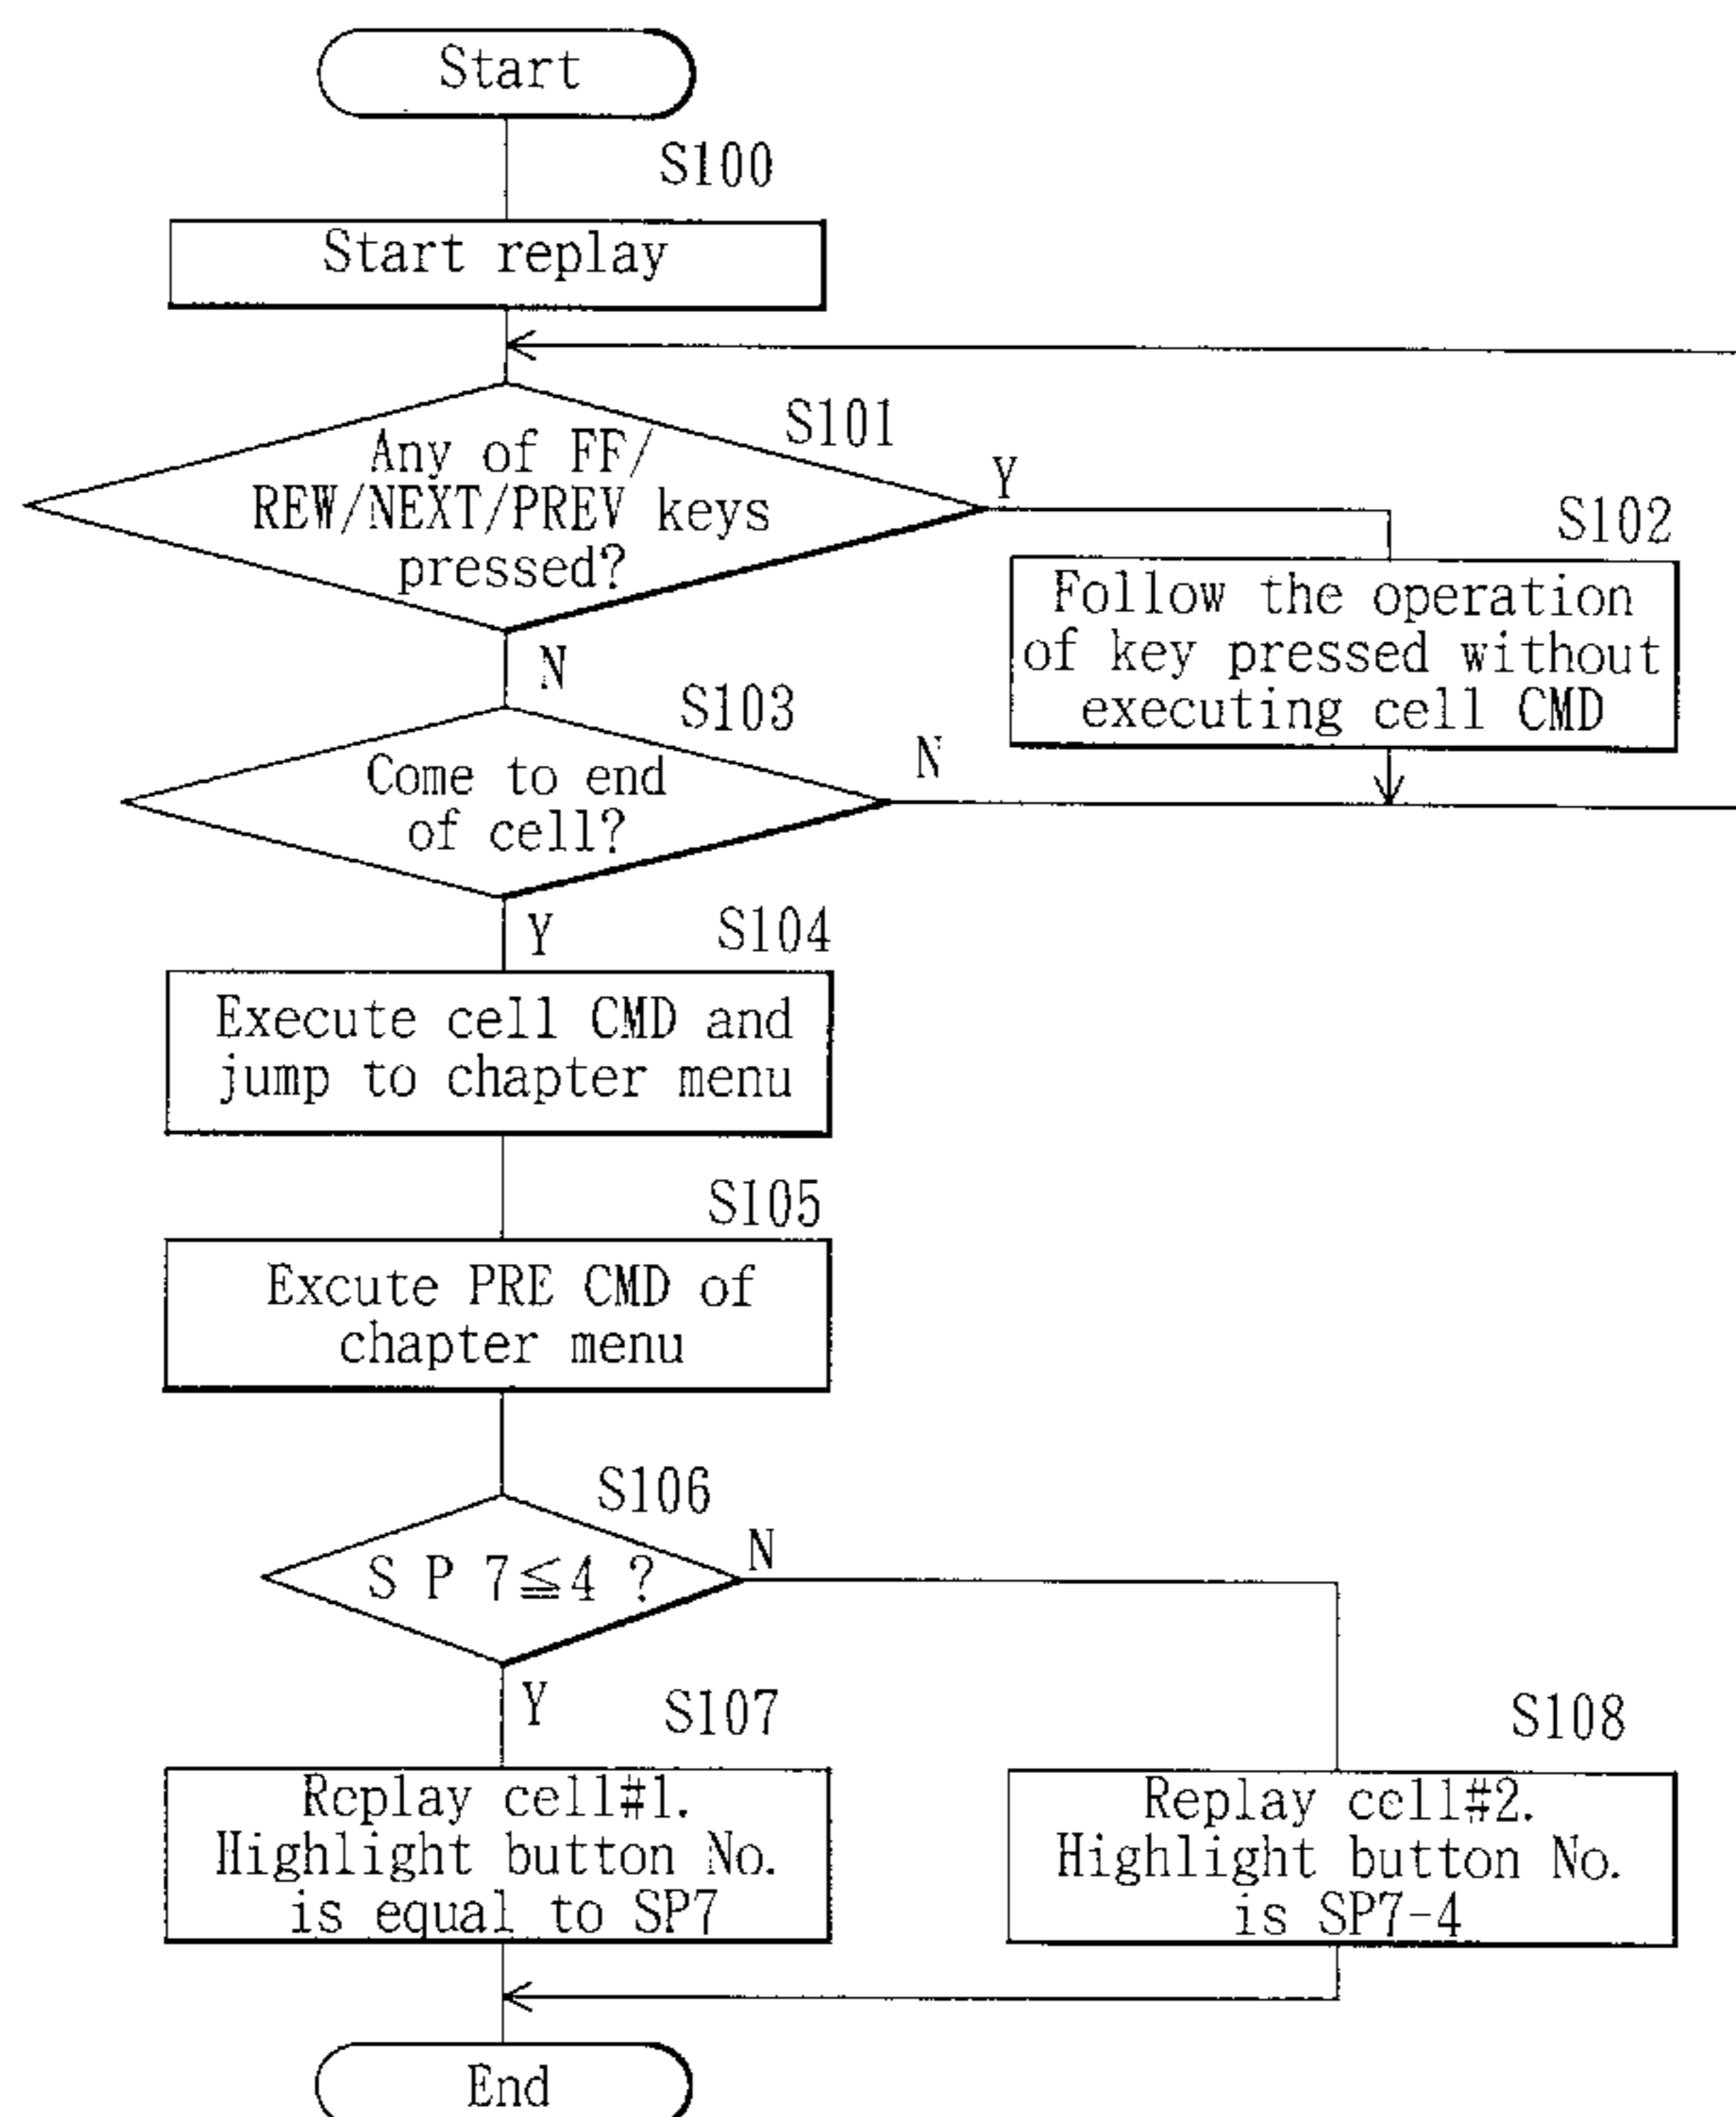 Start
S100
Start replay
S101
Any of FF/
REW/NEXT/PREV keys
pressed?
Y
N
S102
Follow the operation
of key pressed without
executing cell CMD
S103
Come to end
of cell?
N
Y
S104
Execute cell CMD and
jump to chapter menu
S105
Excute PRE CMD of
chapter menu
S106
S P 7≦4 ?
N
Y
S107
Replay cell#1.
Highlight button No.
is equal to SP7
S108
Replay cell#2.
Highlight button No.
is SP7-4
End